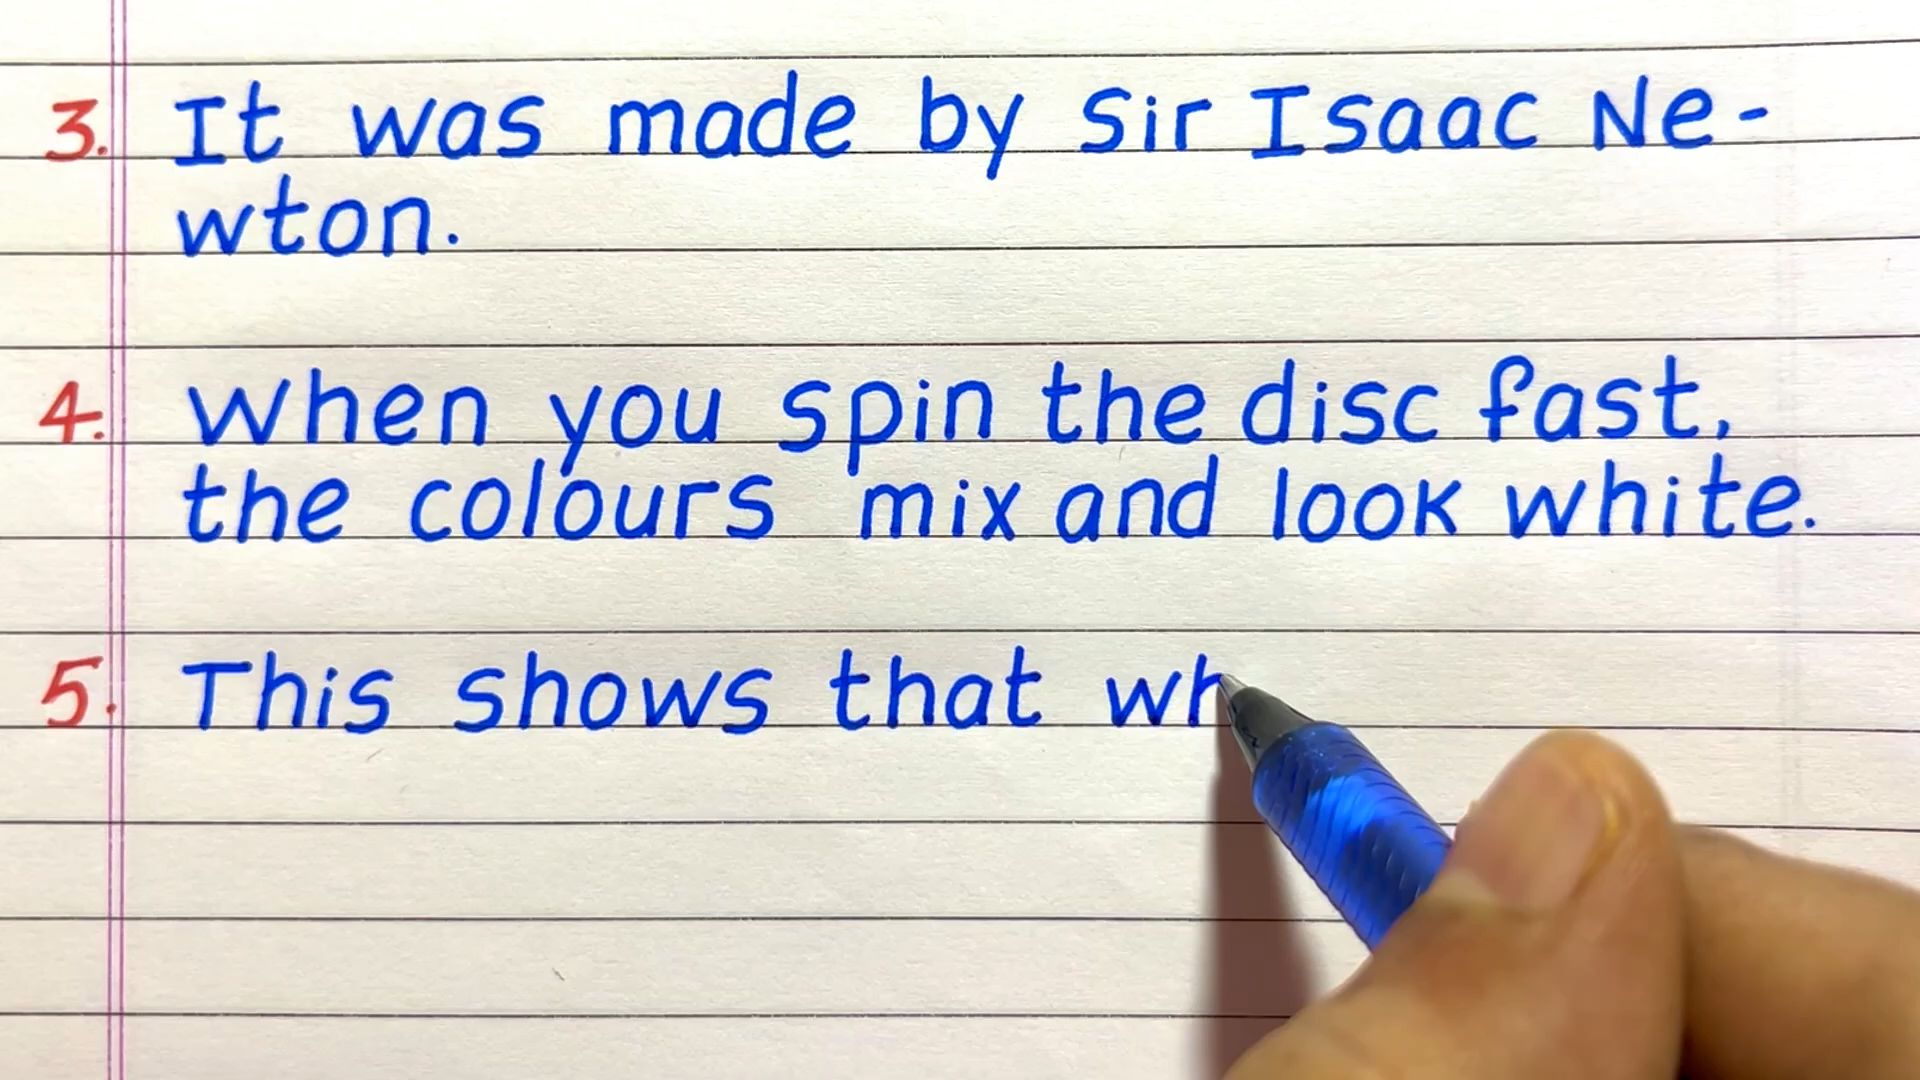 3. It was made by Sir Isaac Ne-
wton.
4. When you spin the disc fast,
the colours mix and look white.
5. This shows that wh